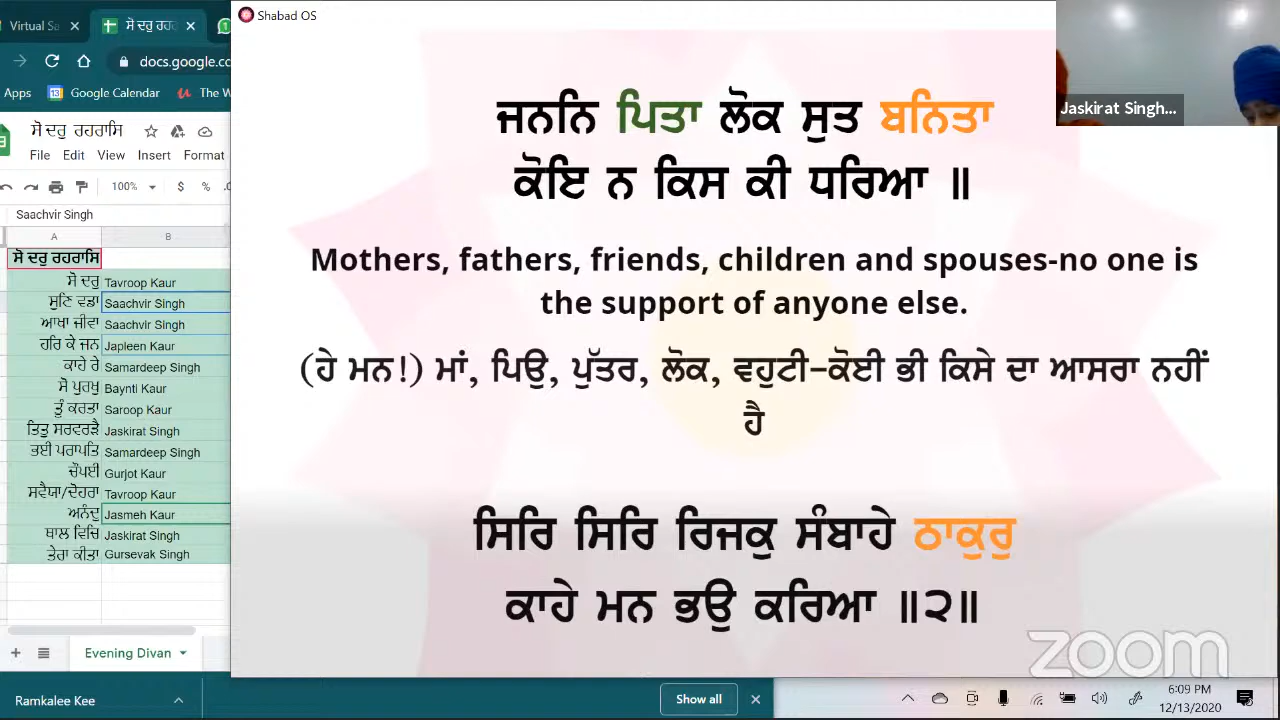 Virtual Sa
ਸੋ ਦਰੁ ਰਹਰ
docs.google.co
Apps
Google Calendar
The W
ਸੋ ਦਰੁ ਰਹਰਾਸਿ
File Edit View Insert Format
100% $ % .0
Saachvir Singh
A B
ਸੋ ਦਰੁ ਰਹਰਾਸਿ
ਸੋ ਦਰੁ Tavroop Kaur
ਸੁਣਿ ਵਡਾ Saachvir Singh
ਆਖਾ ਜੀਵਾ Saachvir Singh
ਹਰਿ ਕੇ ਜਨ Japleen Kaur
ਕਾਹੇ ਰੇ Samardeep Singh
ਸੋ ਪੁਰਖੁ Baynti Kaur
ਤੂੰ ਕਰਤਾ Saroop Kaur
ਤਿਤੁ ਸਰਵਰੜੈ Jaskirat Singh
ਭਈ ਪਰਾਪਤਿ Samardeep Singh
ਚੌਪਈ Gurjot Kaur
ਸਵੈਯਾ/ਦੋਹਰਾ Tavroop Kaur
ਅਨੰਦੁ Jasmeh Kaur
ਥਾਲ ਵਿਚਿ Jaskirat Singh
ਤੇਰਾ ਕੀਤਾ Gursevak Singh
Evening Divan
Shabad OS
ਜਨਨਿ ਪਿਤਾ ਲੋਕ ਸੁਤ ਬਨਿਤਾ
ਕੋਇ ਨ ਕਿਸ ਕੀ ਧਰਿਆ ॥
Mothers, fathers, friends, children and spouses-no one is
the support of anyone else.
(ਹੇ ਮਨ!) ਮਾਂ, ਪਿਉ, ਪੁੱਤਰ, ਲੋਕ, ਵਹੁਟੀ-ਕੋਈ ਭੀ ਕਿਸੇ ਦਾ ਆਸਰਾ ਨਹੀਂ
ਹੈ
ਸਿਰਿ ਸਿਰਿ ਰਿਜਕੁ ਸੰਬਾਹੇ ਠਾਕੁਰੁ
ਕਾਹੇ ਮਨ ਭਉ ਕਰਿਆ ॥੨॥
Jaskirat Singh...
zoom
Ramkalee Kee
Show all
6:09 PM
12/13/2020